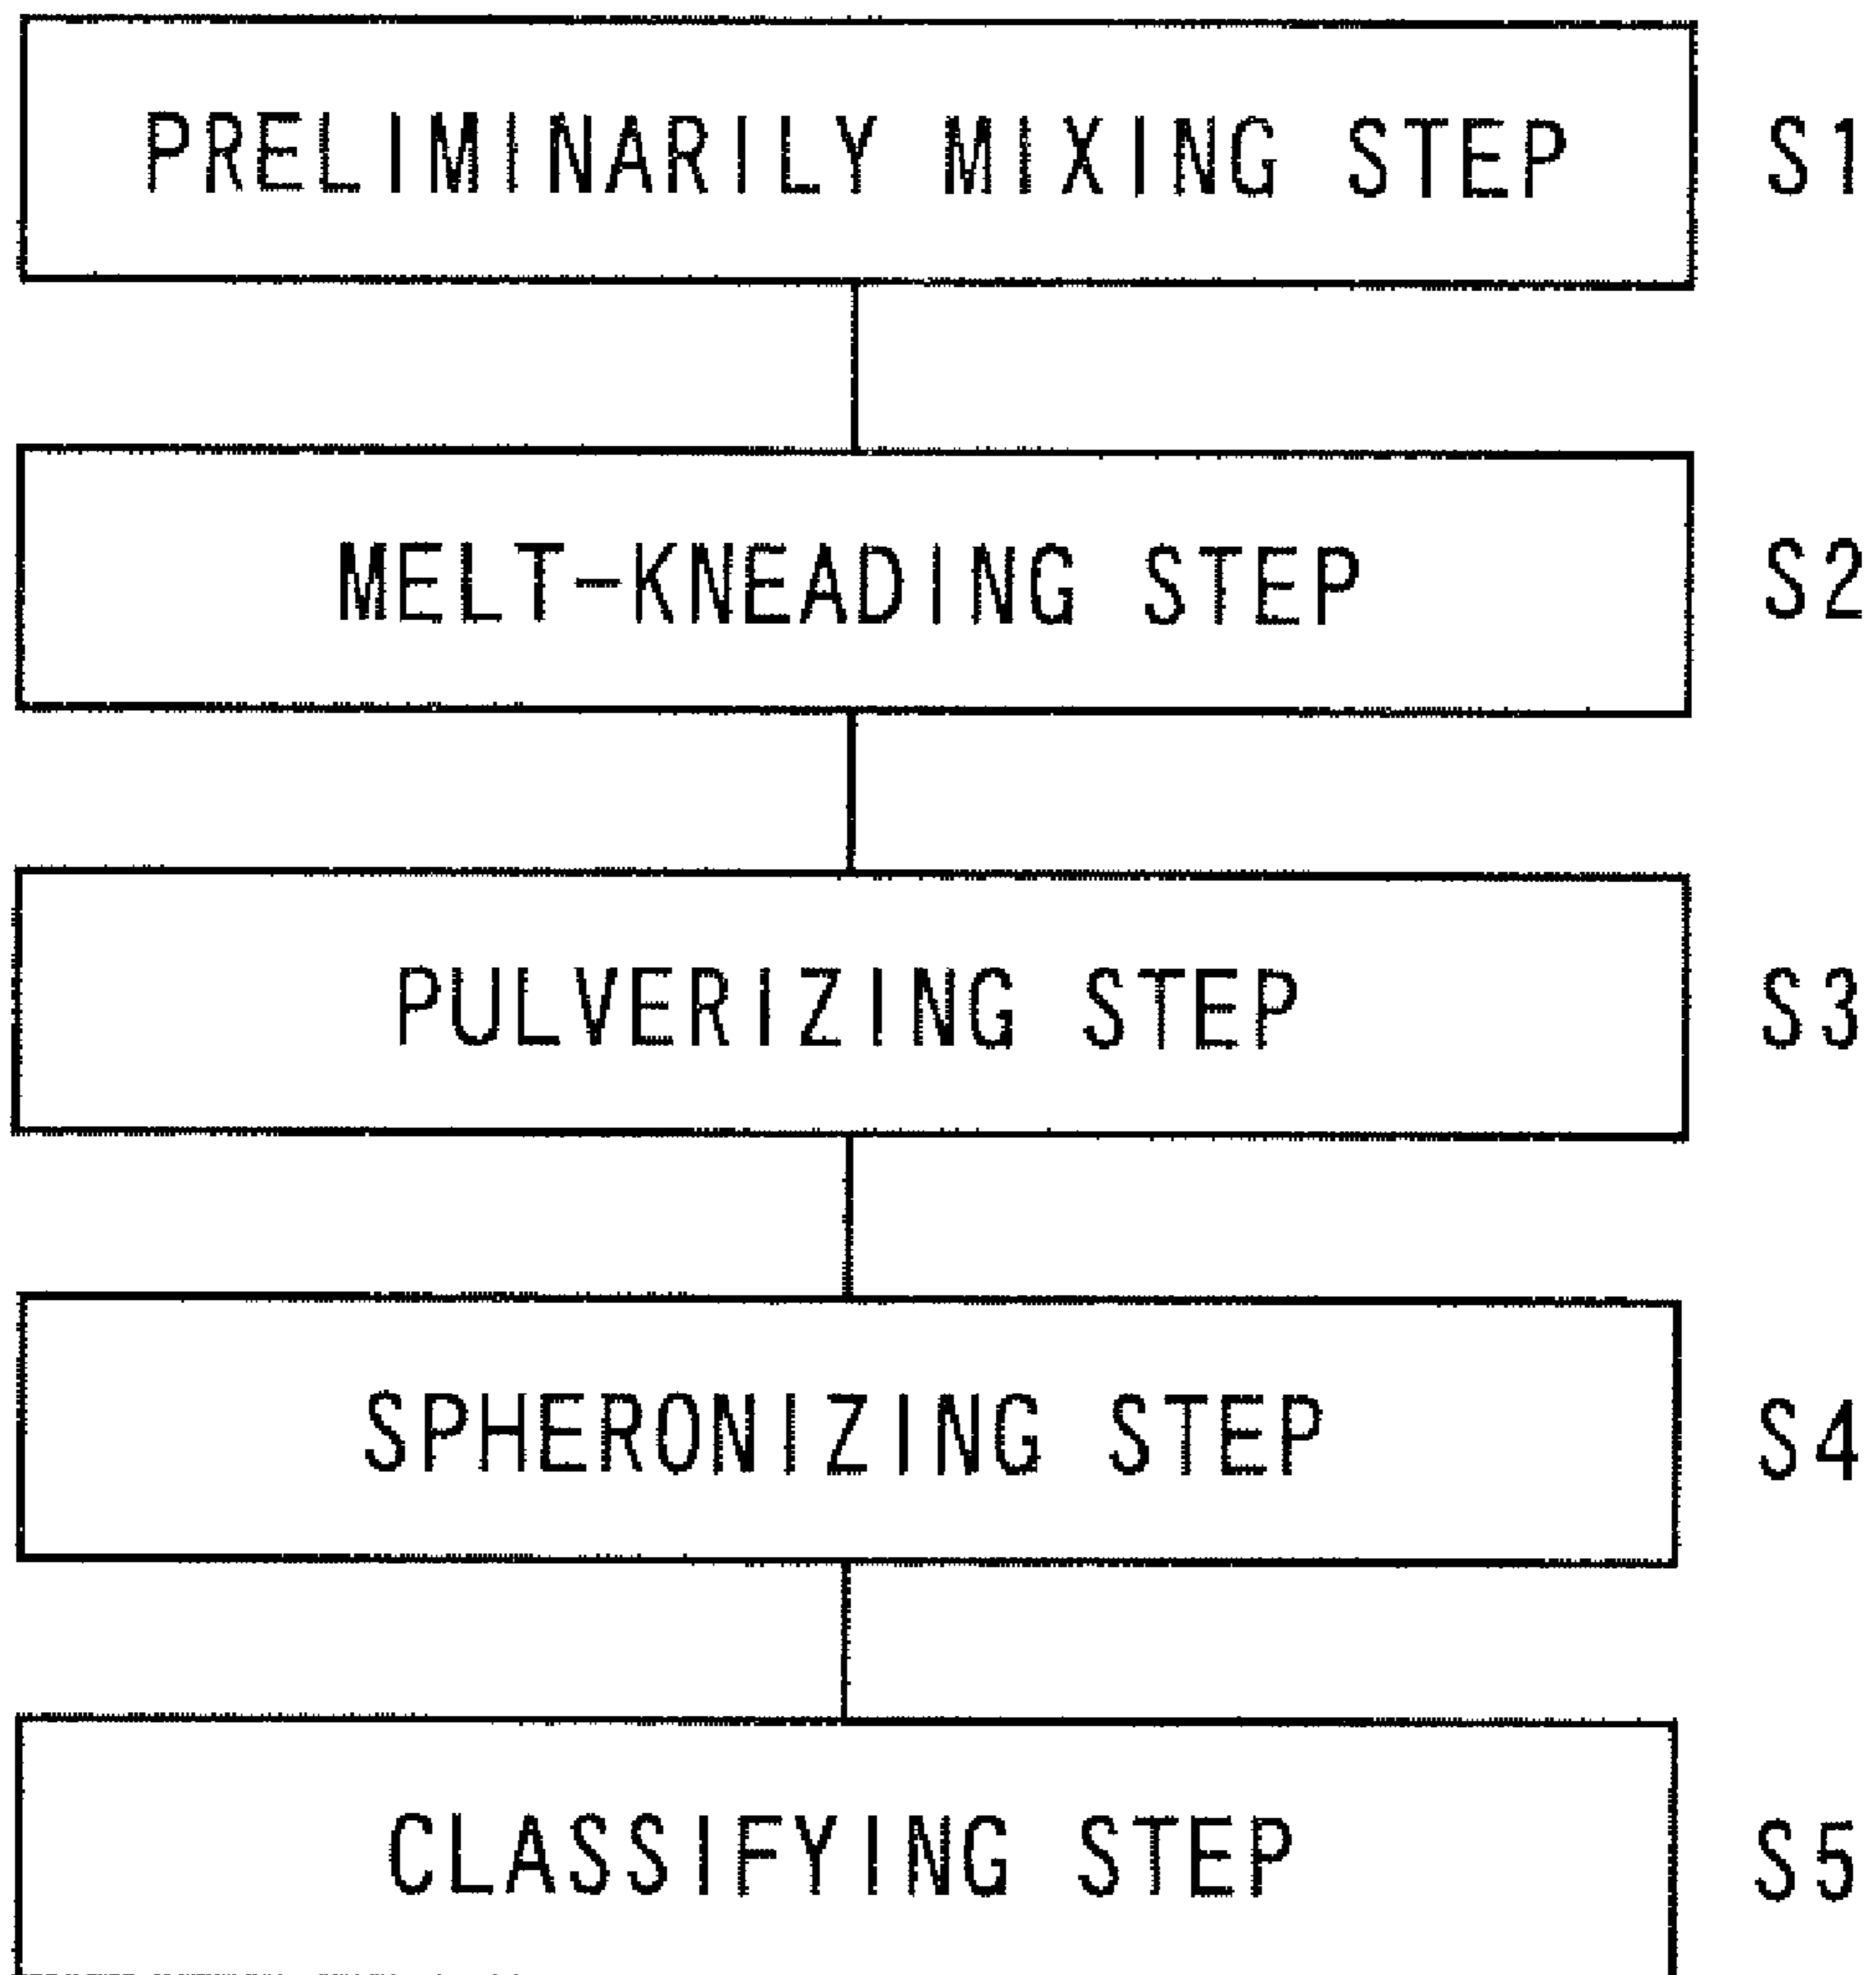 PRELIMINARILY MIXING STEP S1
MELT-KNEADING STEP S2
PULVERIZING STEP S3
SPHERONIZING STEP S4
CLASSIFYING STEP S5